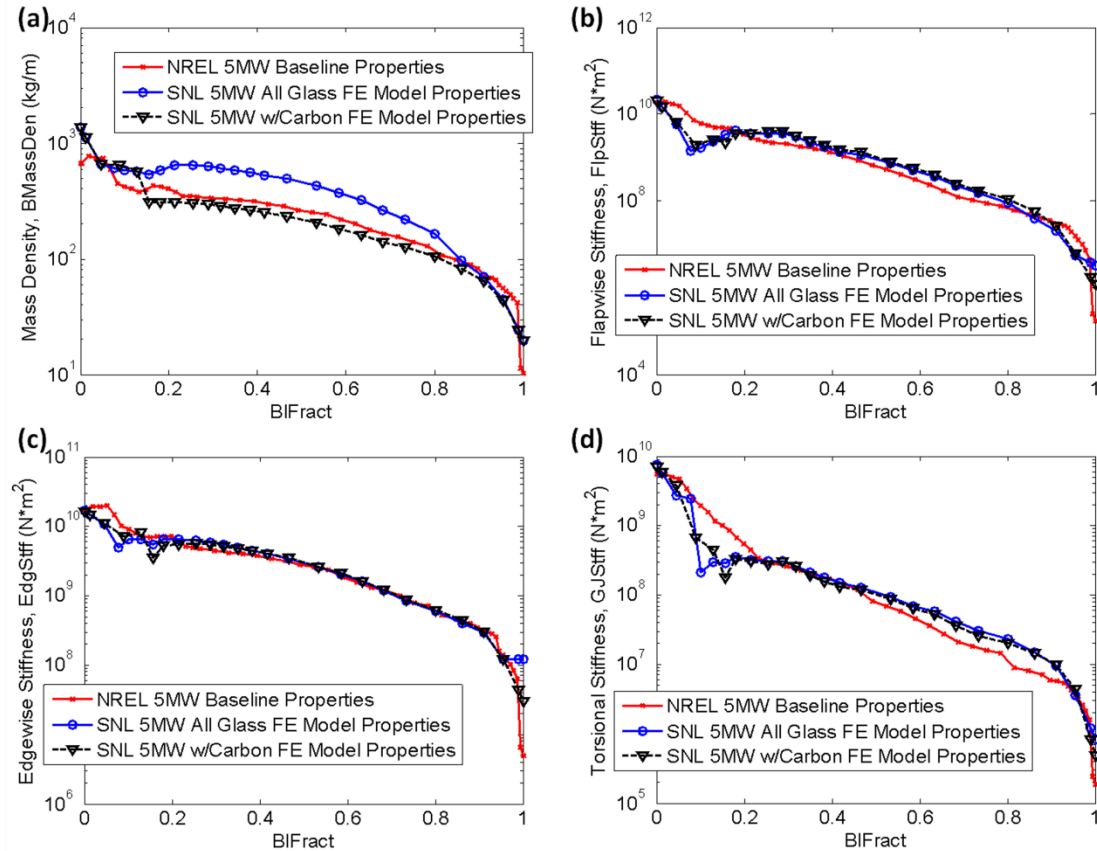 (a)
10^4
10^3
10^2
10^1
Mass Density, BMassDen (kg/m)
NREL 5MW Baseline Properties
SNL 5MW All Glass FE Model Properties
SNL 5MW w/Carbon FE Model Properties
0 0.2 0.4 0.6 0.8 1
BlFract
(b)
10^12
10^10
10^8
10^4
Flapwise Stiffness, FlpStff (N*m^2)
NREL 5MW Baseline Properties
SNL 5MW All Glass FE Model Properties
SNL 5MW w/Carbon FE Model Properties
0 0.2 0.4 0.6 0.8 1
BlFract
(c)
10^11
10^10
10^9
10^8
10^6
Edgewise Stiffness, EdgStff (N*m^2)
NREL 5MW Baseline Properties
SNL 5MW All Glass FE Model Properties
SNL 5MW w/Carbon FE Model Properties
0 0.2 0.4 0.6 0.8 1
BlFract
(d)
10^10
10^9
10^8
10^7
10^5
Torsional Stiffness, GJStff (N*m^2)
NREL 5MW Baseline Properties
SNL 5MW All Glass FE Model Properties
SNL 5MW w/Carbon FE Model Properties
0 0.2 0.4 0.6 0.8 1
BlFract